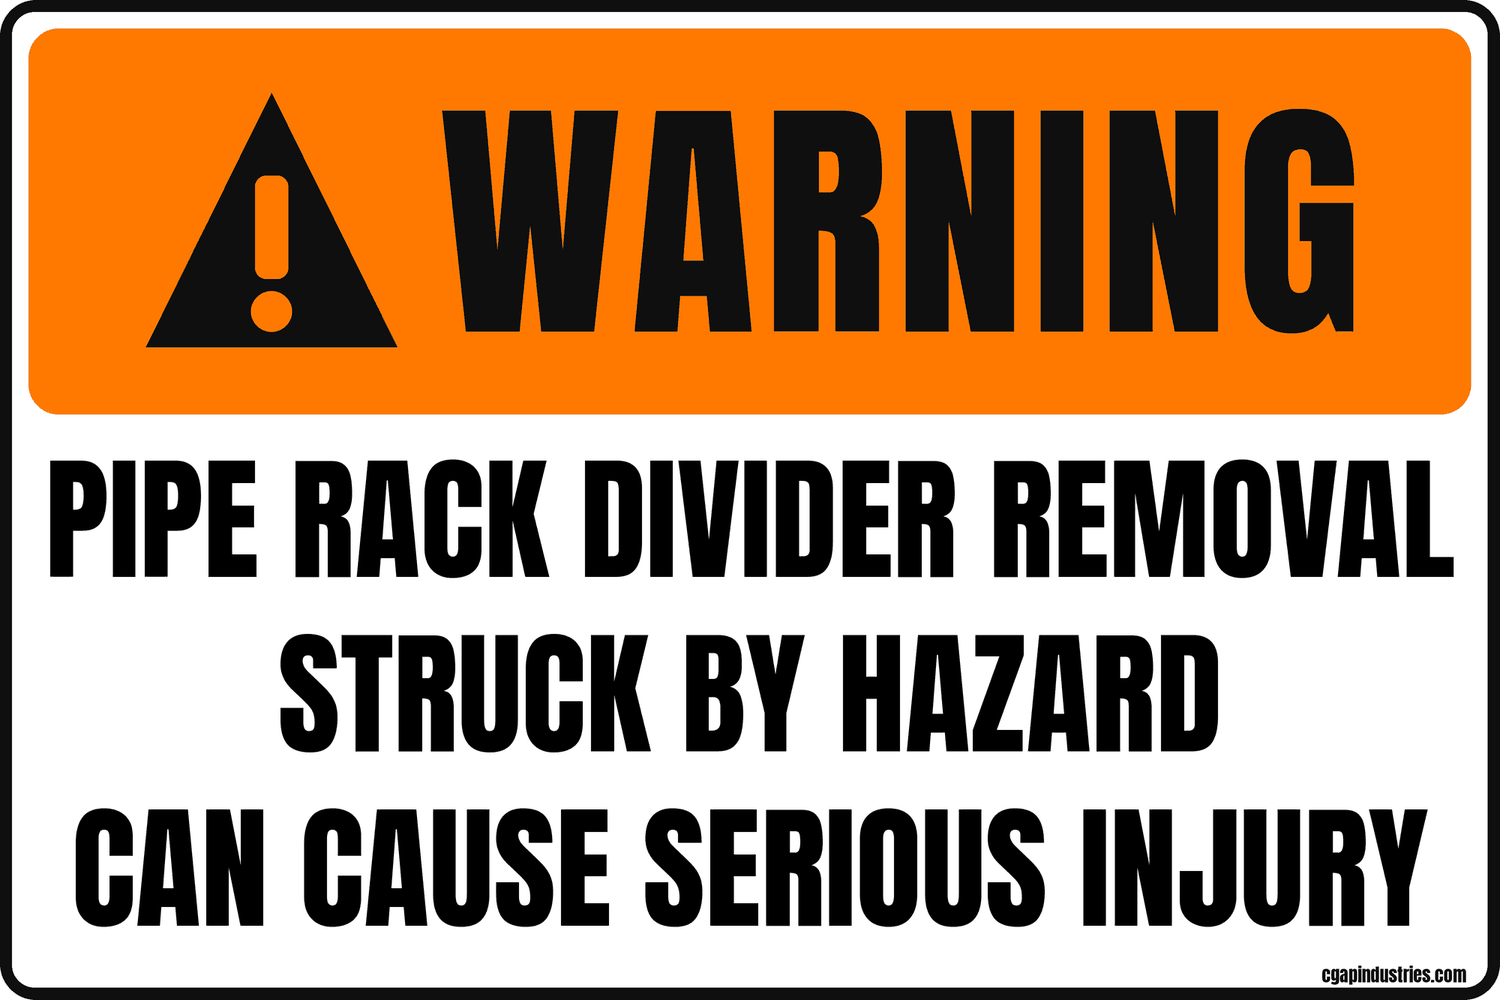 WARNING
PIPE RACK DIVIDER REMOVAL
STRUCK BY HAZARD
CAN CAUSE SERIOUS INJURY
cgapindustries.com